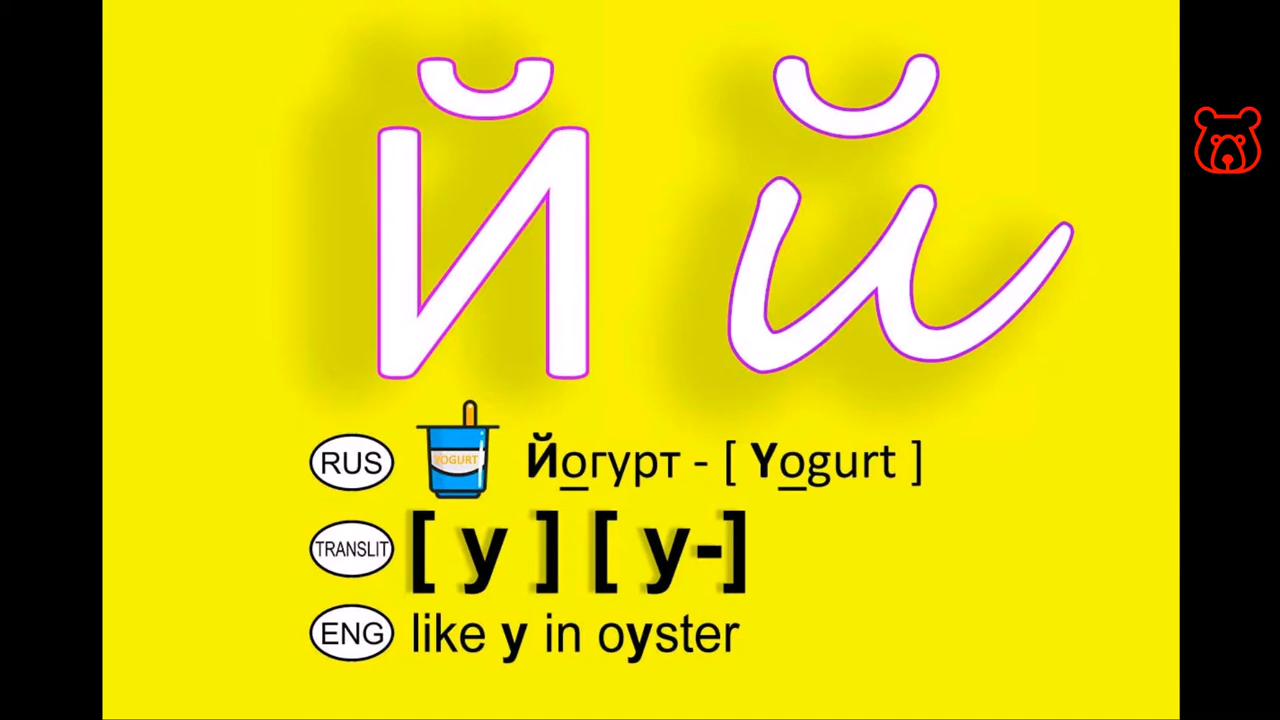 Й й
RUS YOGURT Йогурт - [ Yogurt ]
TRANSLIT [ y ] [ y-]
ENG like y in oyster